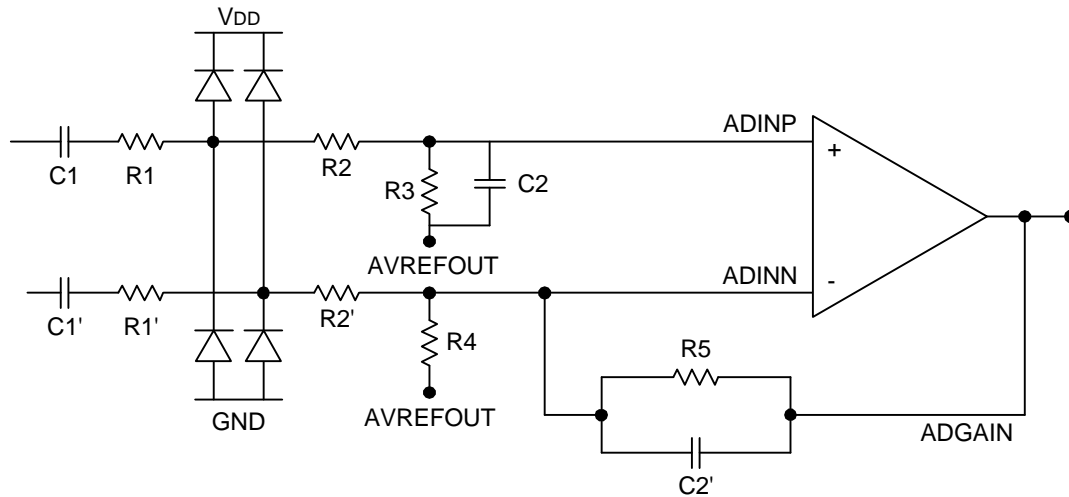 VDD
ADINP
+
C1 R1 R2 R3 C2
AVREFOUT
ADINN
-
C1' R1' R2' R4
R5
AVREFOUT
GND
ADGAIN
C2'